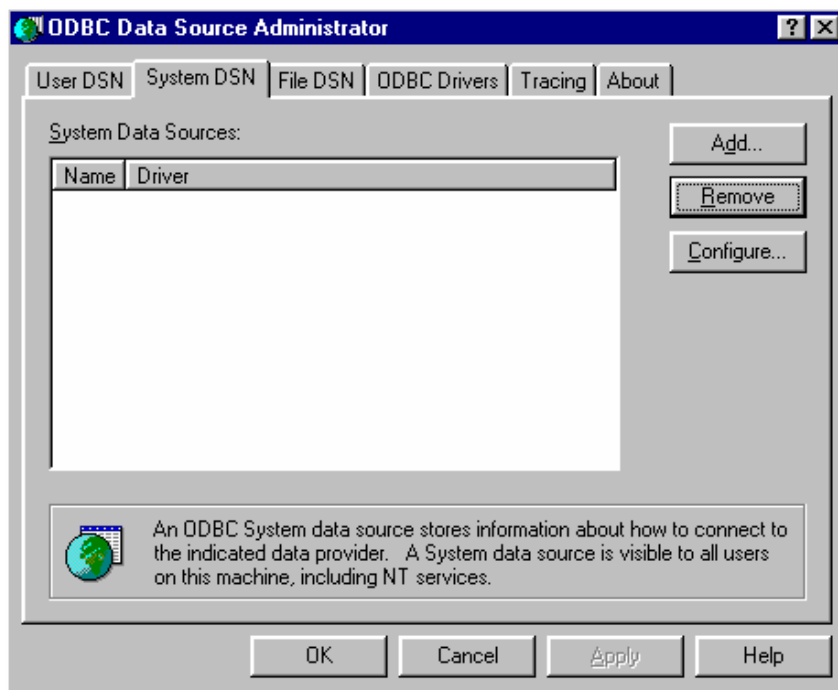 ODBC Data Source Administrator
User DSN System DSN File DSN ODBC Drivers Tracing About
System Data Sources:
Name Driver
Add...
Remove
Configure...
An ODBC System data source stores information about how to connect to
the indicated data provider. A System data source is visible to all users
on this machine, including NT services.
OK Cancel Apply Help